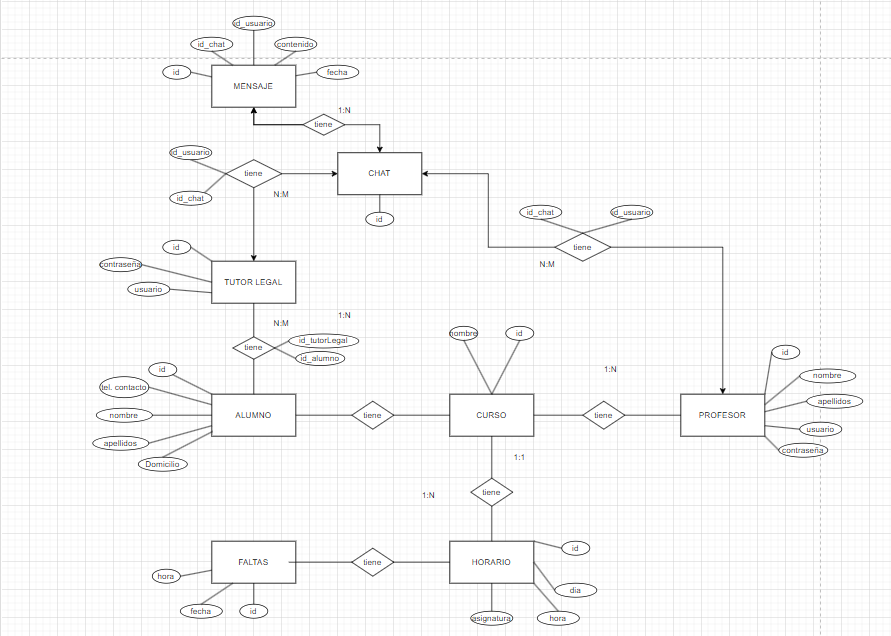 id_usuario
id_chat
contenido
id
fecha
MENSAJE
1:N
tiene
id_usuario
tiene
CHAT
id_chat
N:M
id
id_chat
id_usuario
id
tiene
contraseña
N:M
usuario
TUTOR LEGAL
1:N
N:M
nombre
id
tiene
id_tutorLegal
id_alumno
id
id
1:N
tel. contacto
nombre
apellidos
nombre
ALUMNO
tiene
CURSO
tiene
PROFESOR
usuario
apellidos
contraseña
Domicilio
1:1
1:N
tiene
id
FALTAS
tiene
HORARIO
hora
dia
fecha
id
asignatura
hora